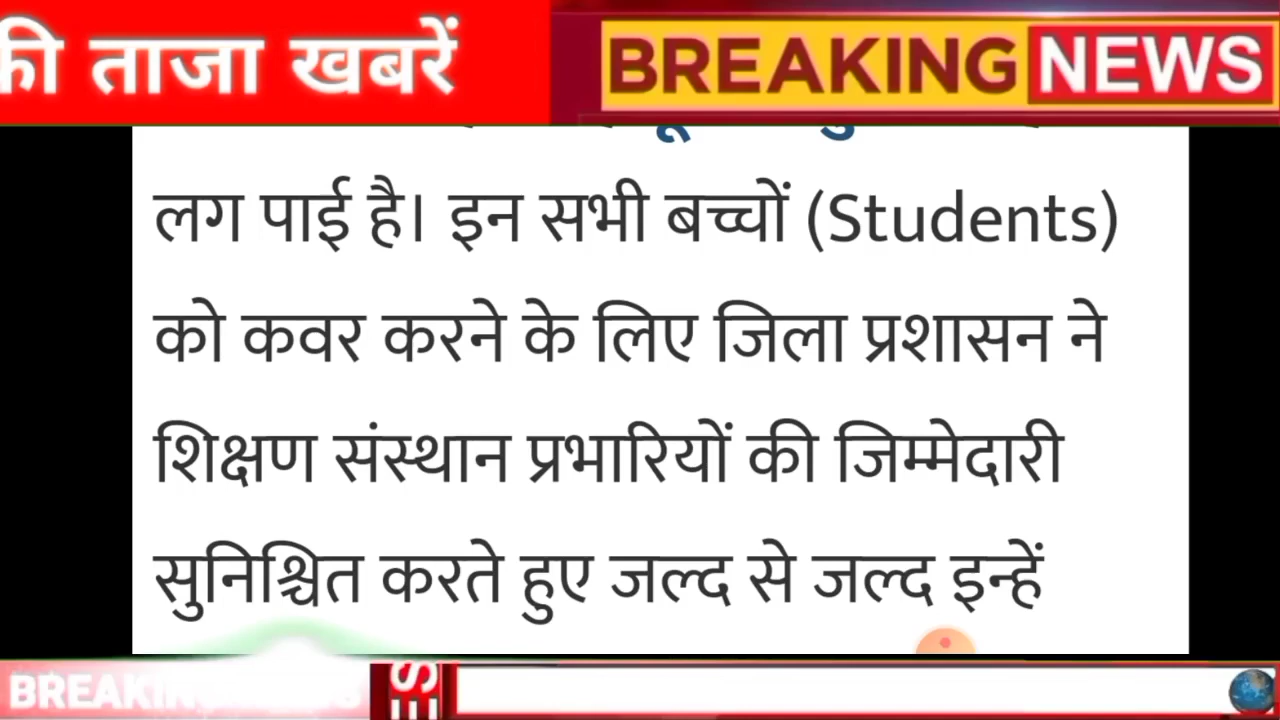 की ताजा खबरें
BREAKING NEWS
लग पाई है। इन सभी बच्चों (Students)
को कवर करने के लिए जिला प्रशासन ने
शिक्षण संस्थान प्रभारियों की जिम्मेदारी
सुनिश्चित करते हुए जल्द से जल्द इन्हें